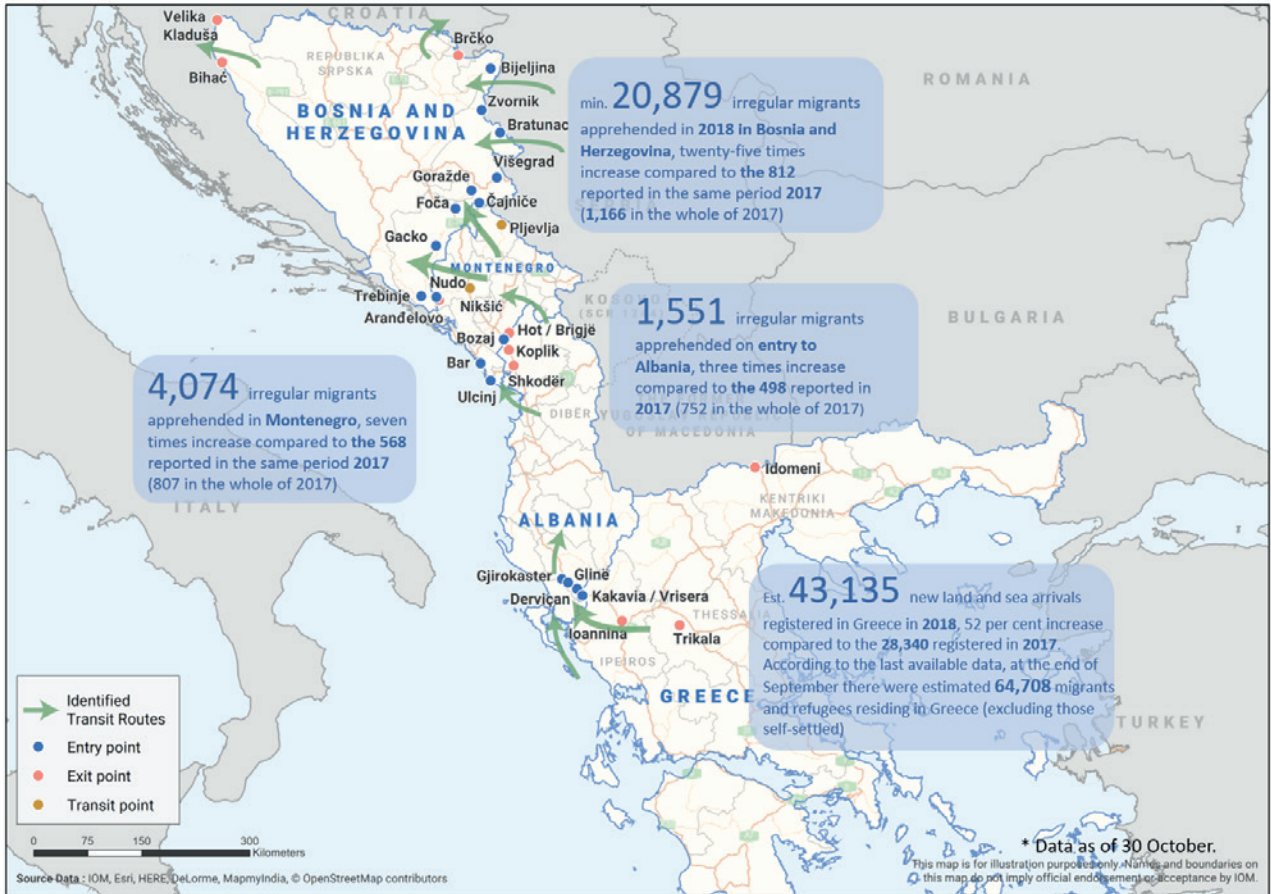 CROATIA
Velika
Kladuša
Brčko
REPUBLIKA
SRPSKA
Bihać
Bijeljina
ROMANIA
BOSNIA AND
HERZEGOVINA
Zvornik
Bratunac
Višegrad
Goražde
Foča
Čajniče
Pljevlja
Gacko
MONTENEGRO
Nudo
Trebinje
Nikšić
Aranđelovo
min. 20,879 irregular migrants
apprehended in 2018 in Bosnia and
Herzegovina, twenty-five times
increase compared to the 812
reported in the same period 2017
(1,166 in the whole of 2017)
SERBIA
KOSOVO
BULGARIA
Hot / Brigjë
Bozaj
Koplik
Bar
Shkodër
Ulcinj
DIBËR
1,551 irregular migrants
apprehended on entry to
Albania, three times increase
compared to the 498 reported in
2017 (752 in the whole of 2017)
YUGOSLAV REPUBLIC
OF MACEDONIA
4,074 irregular migrants
apprehended in Montenegro, seven
times increase compared to the 568
reported in the same period 2017
(807 in the whole of 2017)
ITALY
Idomeni
KENTRIKI
MAKEDONIA
ALBANIA
Gjirokaster
Glinë
Derviçan
Kakavia / Vrisera
Ioannina
Trikala
THESSALIA
IPEIROS
GREECE
Est. 43,135 new land and sea arrivals
registered in Greece in 2018, 52 per cent increase
compared to the 28,340 registered in 2017.
According to the last available data, at the end of
September there were estimated 64,708 migrants
and refugees residing in Greece (excluding those
self-settled)
TURKEY
Identified
Transit Routes
Entry point
Exit point
Transit point
0 75 150 300
Kilometers
* Data as of 30 October.
This map is for illustration purposes only. Names and boundaries on
this map do not imply official endorsement or acceptance by IOM.
Source Data : IOM, Esri, HERE, DeLorme, MapmyIndia, © OpenStreetMap contributors